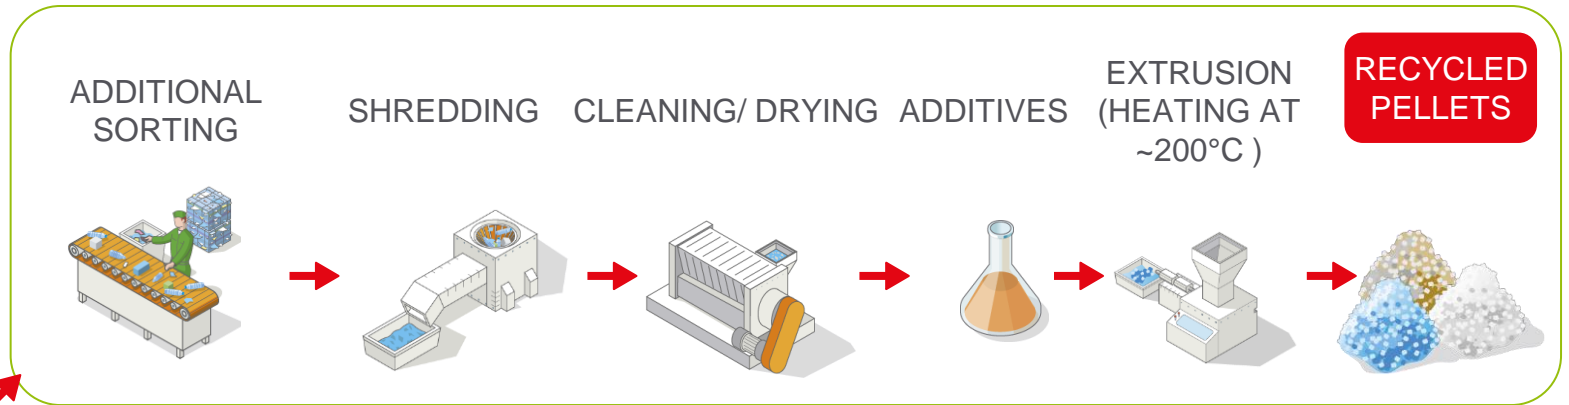 ADDITIONAL
SORTING
SHREDDING
CLEANING/ DRYING
ADDITIVES
EXTRUSION
(HEATING AT
~200°C )
RECYCLED
PELLETS